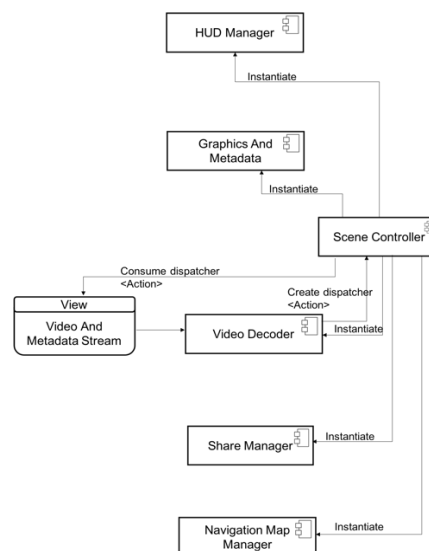 HUD Manager
Instantiate
Graphics And
Metadata
Instantiate
Scene Controller
Consume dispatcher
<Action>
Create dispatcher
<Action>
View
Video And
Metadata Stream
Video Decoder
Instantiate
Share Manager
Instantiate
Navigation Map
Manager
Instantiate